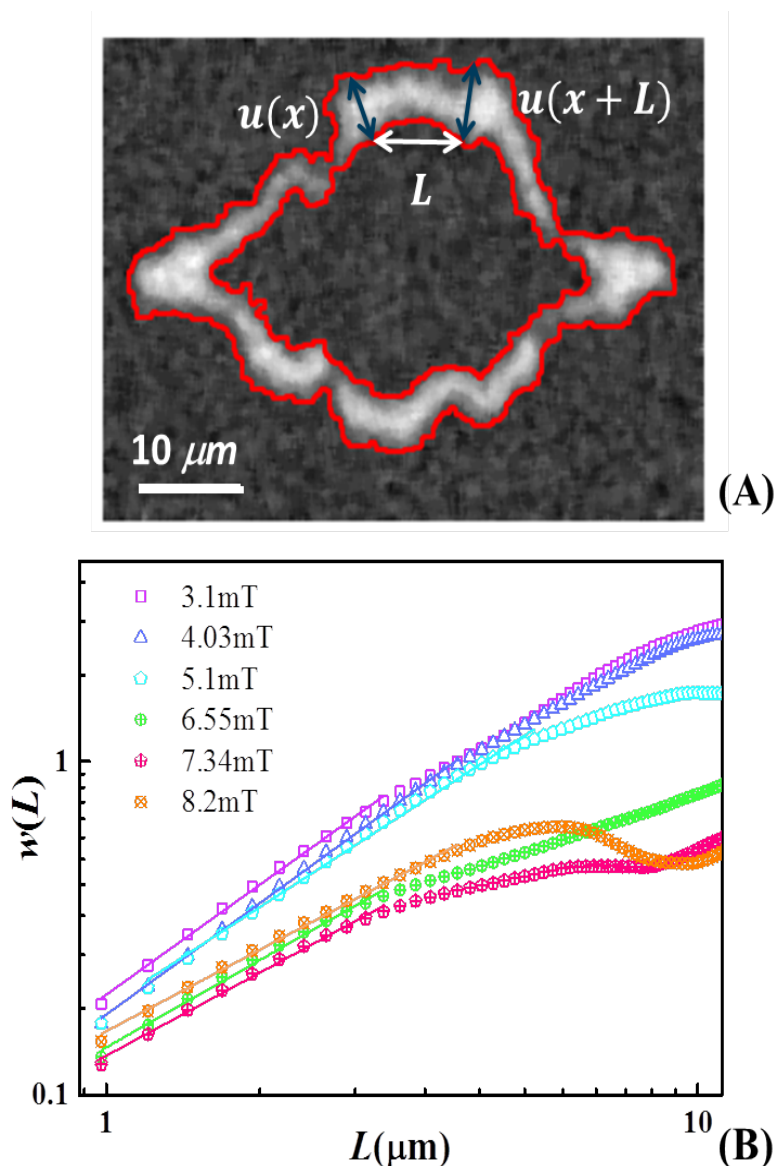 u(x)
u(x + L)
L
10 μm
(A)
3.1mT
4.03mT
5.1mT
6.55mT
7.34mT
8.2mT
1
0.1
w(L)
1
10
L(μm)
(B)